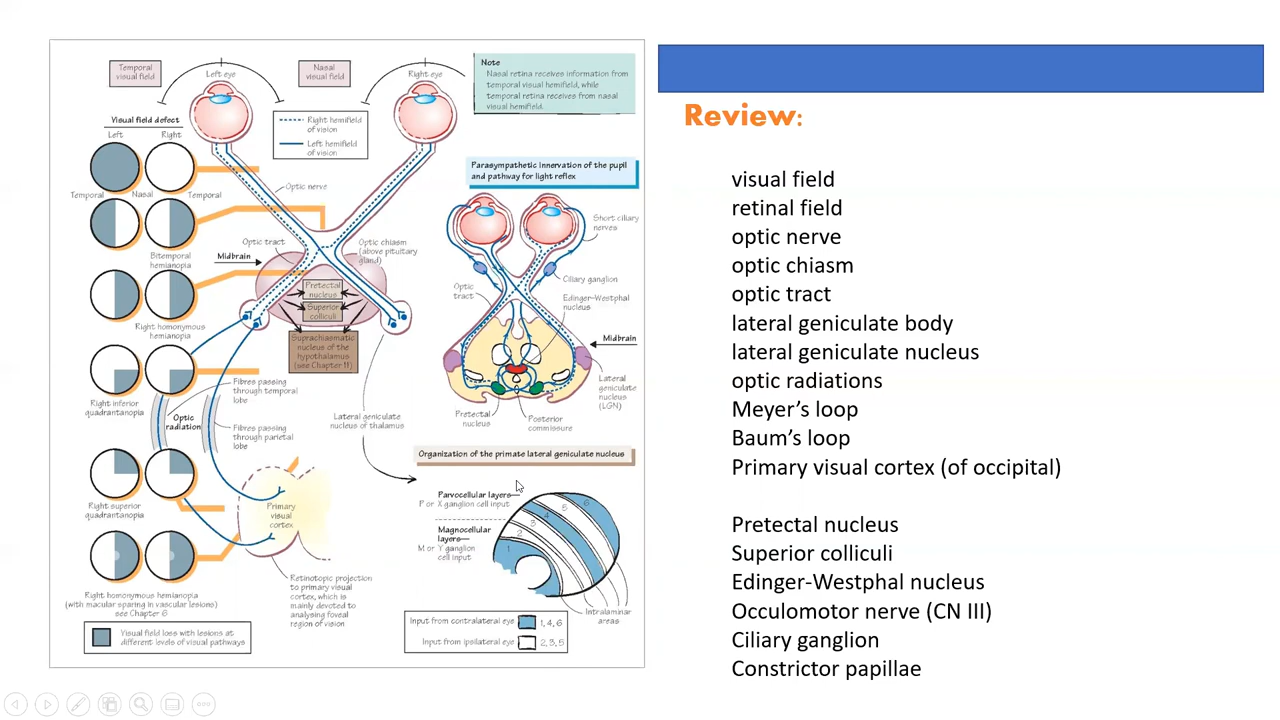 Temporal
visual field
Left eye
Nasal
visual field
Right eye
Note
Nasal retina receives information from
temporal visual hemifield, while
temporal retina receives from nasal
visual hemifield.
Visual field defect
Left
Right
Right hemifield
of vision
Left hemifield
of vision
Temporal
Nasal
Temporal
Optic nerve
Bitemporal
hemianopia
Optic tract
Optic chiasm
(above pituitary
gland)
Midbrain
Pretectal
nucleus
Superior
colliculi
Suprachiasmatic
nucleus of the
hypothalamus
(see Chapter 11)
Right homonymous
hemianopia
Right inferior
quadrantanopia
Fibres passing
through temporal
lobe
Optic
radiation
Fibres passing
through parietal
lobe
Lateral geniculate
nucleus of thalamus
Right superior
quadrantanopia
Primary
visual
cortex
Right homonymous hemianopia
(with macular sparing in vascular lesions)
see Chapter 6
Retinotopic projection
to primary visual
cortex, which is
mainly devoted to
analysing foveal
region of vision
Visual field loss with lesions at
different levels of visual pathways
Parasympathetic innervation of the pupil
and pathway for light reflex
Short ciliary
nerves
Ciliary ganglion
Optic
tract
Edinger–Westphal
nucleus
Midbrain
Lateral
geniculate
nucleus
(LGN)
Pretectal
nucleus
Posterior
commissure
Organization of the primate lateral geniculate nucleus
Parvocellular layers—
P or X ganglion cell input
Magnocellular
layers—
M or Y ganglion
cell input
1
2
3
4
5
6
Intralaminar
areas
Input from contralateral eye 1, 4, 6
Input from ipsilateral eye 2, 3, 5
Review:
visual field
retinal field
optic nerve
optic chiasm
optic tract
lateral geniculate body
lateral geniculate nucleus
optic radiations
Meyer's loop
Baum's loop
Primary visual cortex (of occipital)
Pretectal nucleus
Superior colliculi
Edinger-Westphal nucleus
Occulomotor nerve (CN III)
Ciliary ganglion
Constrictor papillae